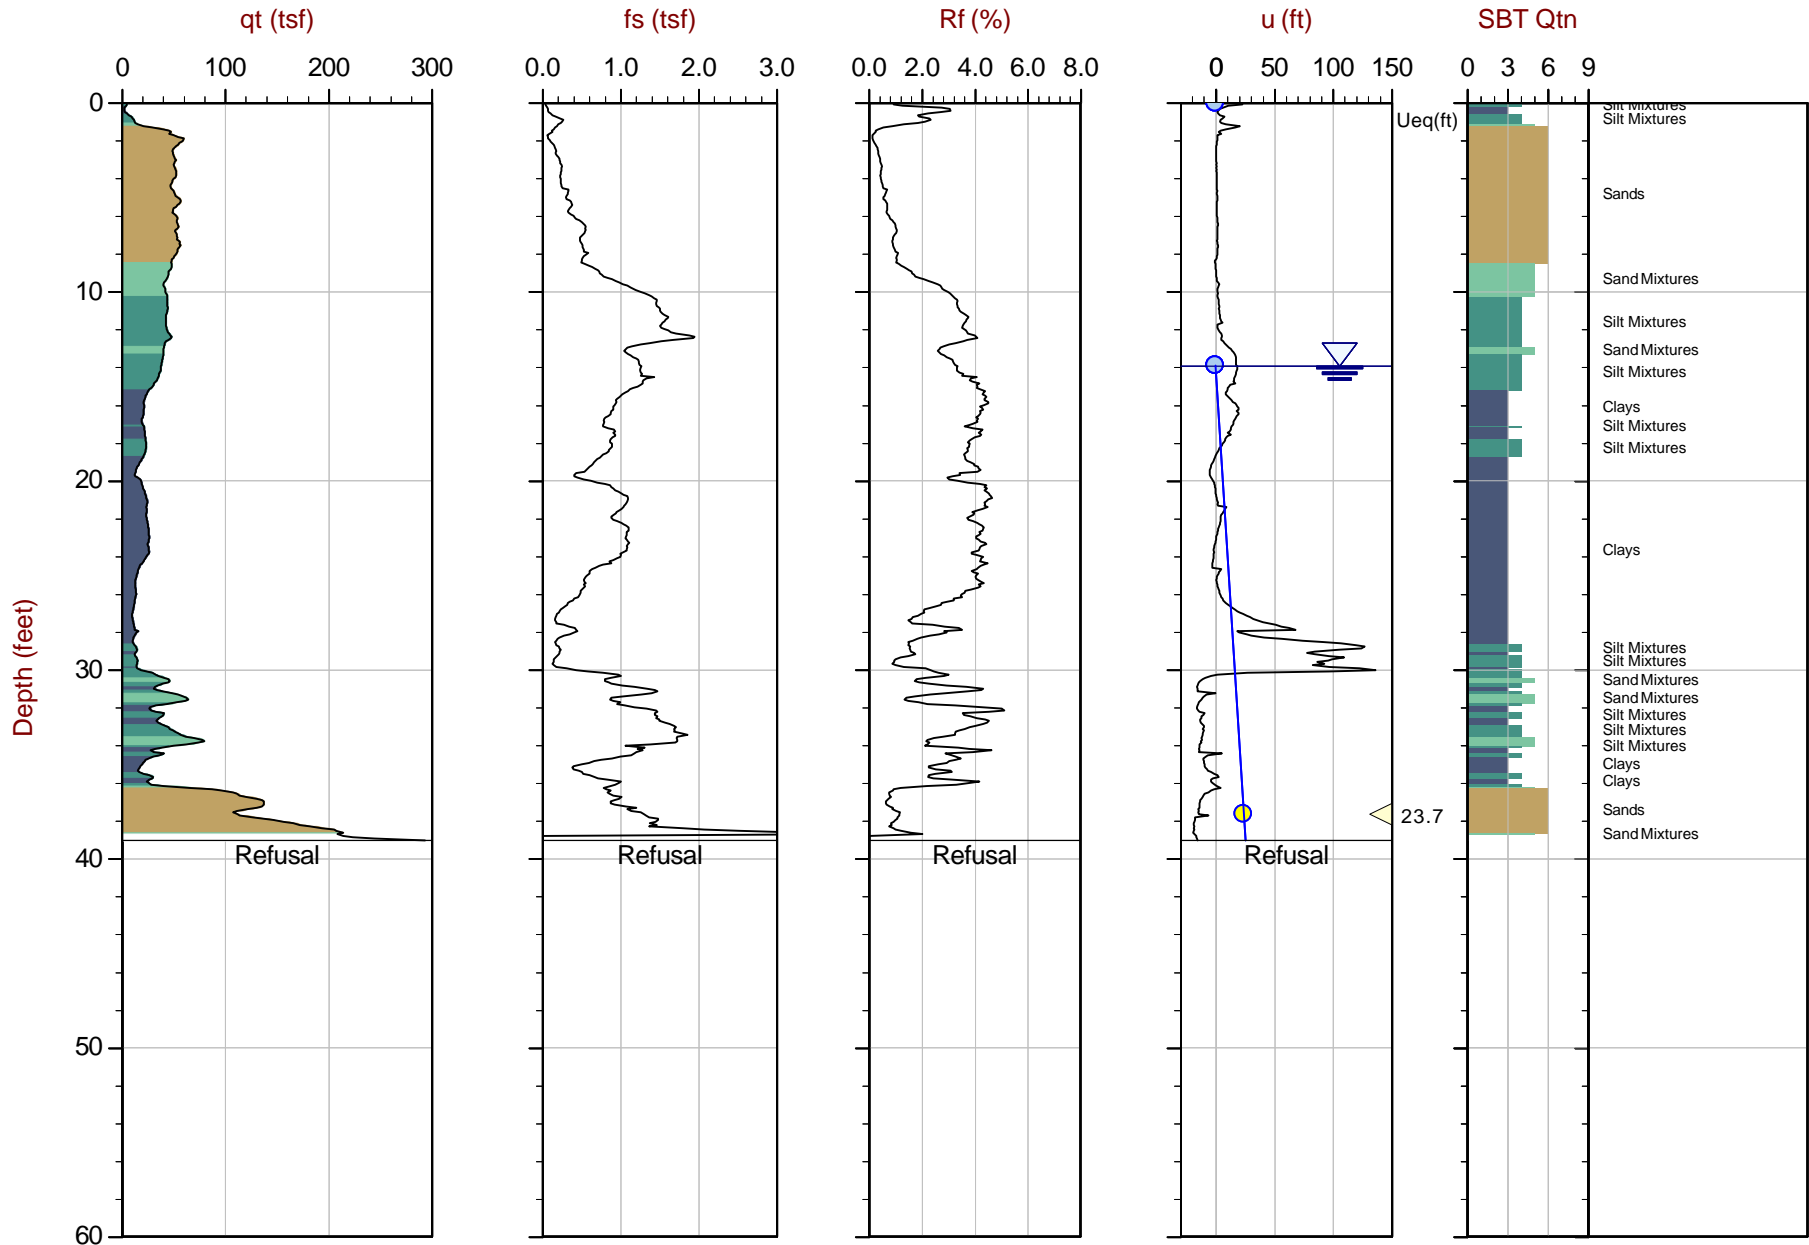 qt (tsf) fs (tsf) Rf (%) u (ft) SBT Qtn
0 100 200 300 0.0 1.0 2.0 3.0 0.0 2.0 4.0 6.0 8.0 0 50 100 150 0 3 6 9
0
Silt Mixtures
Ueq(ft) Silt Mixtures
Sands
Sand Mixtures
10
Silt Mixtures
Sand Mixtures
Silt Mixtures
Clays
Silt Mixtures
Silt Mixtures
20
Clays
Silt Mixtures
Silt Mixtures
30
Sand Mixtures
Sand Mixtures
Silt Mixtures
Silt Mixtures
Silt Mixtures
Clays
Clays
Sands
23.7
Sand Mixtures
Refusal Refusal Refusal Refusal
40
50
60
Depth (feet)